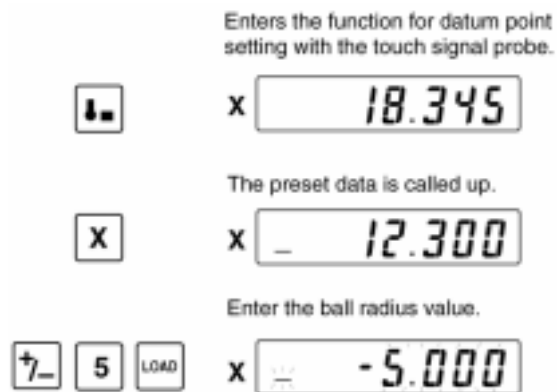 Enters the function for datum point
setting with the touch signal probe.
X 18.345
The preset data is called up.
X X _ 12.300
Enter the ball radius value.
+/- 5 LOAD X _ -5.000